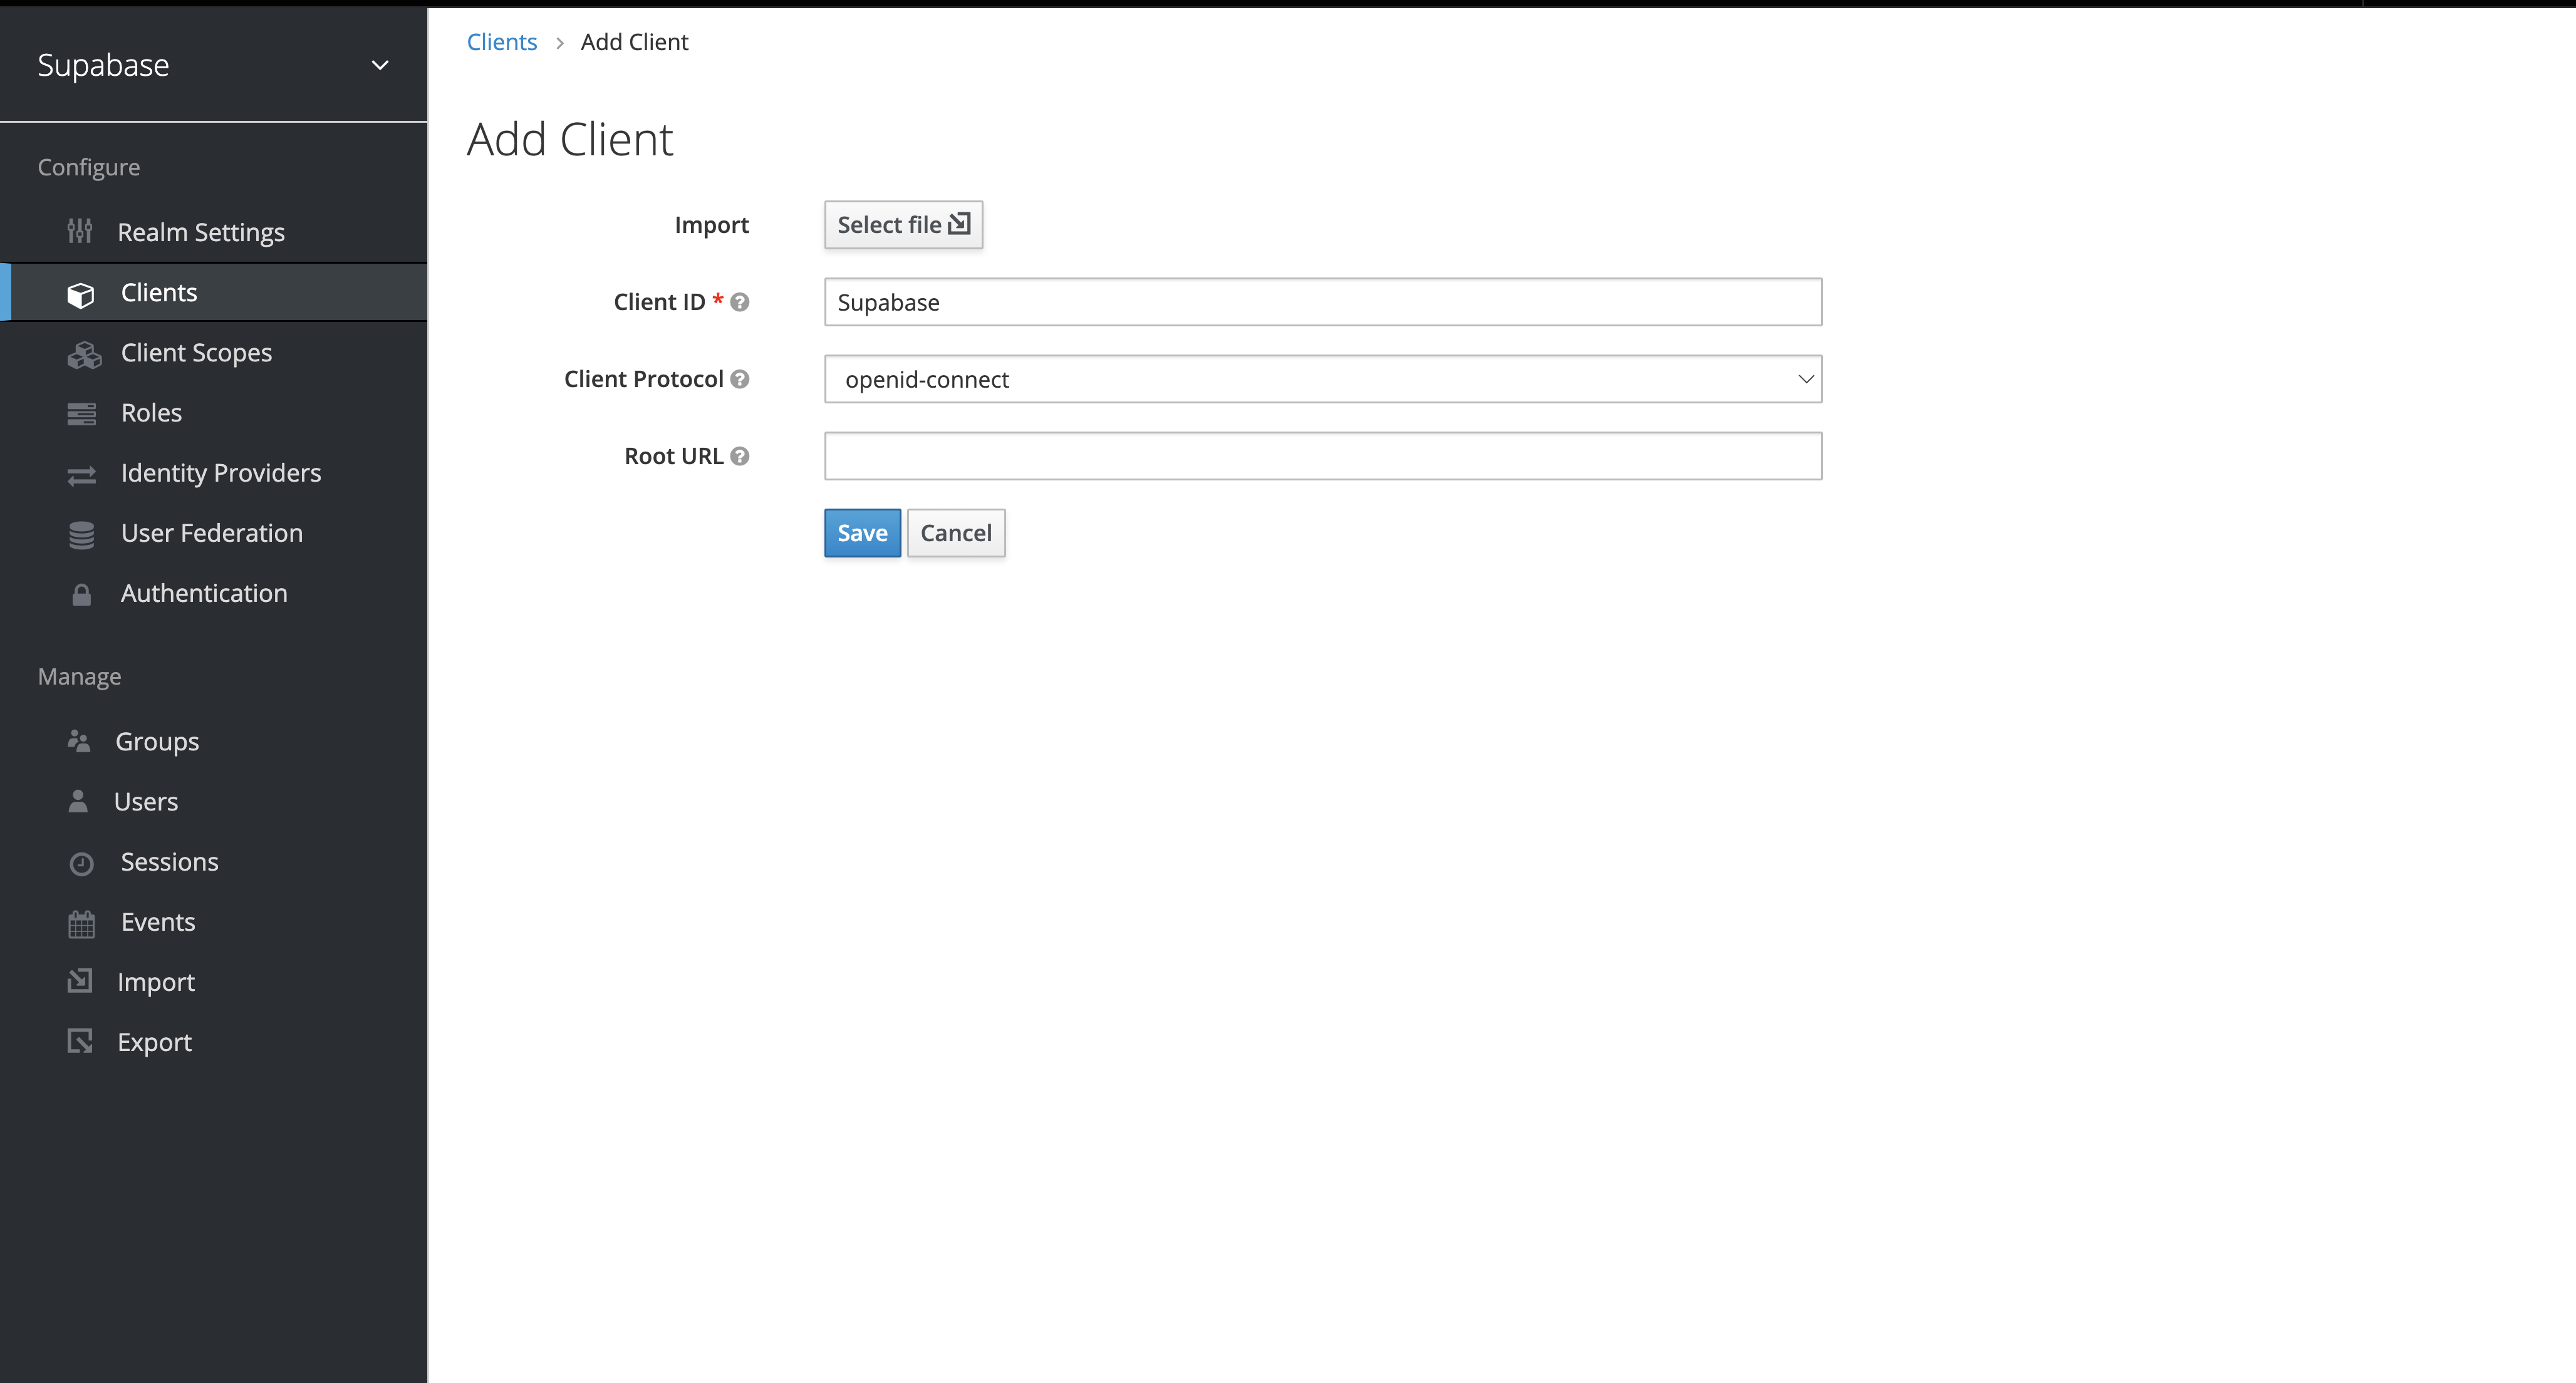 Supabase
Configure
Realm Settings
Clients
Client Scopes
Roles
Identity Providers
User Federation
Authentication
Manage
Groups
Users
Sessions
Events
Import
Export
Clients > Add Client
Add Client
Import Select file
Client ID * Supabase
Client Protocol openid-connect
Root URL
Save Cancel